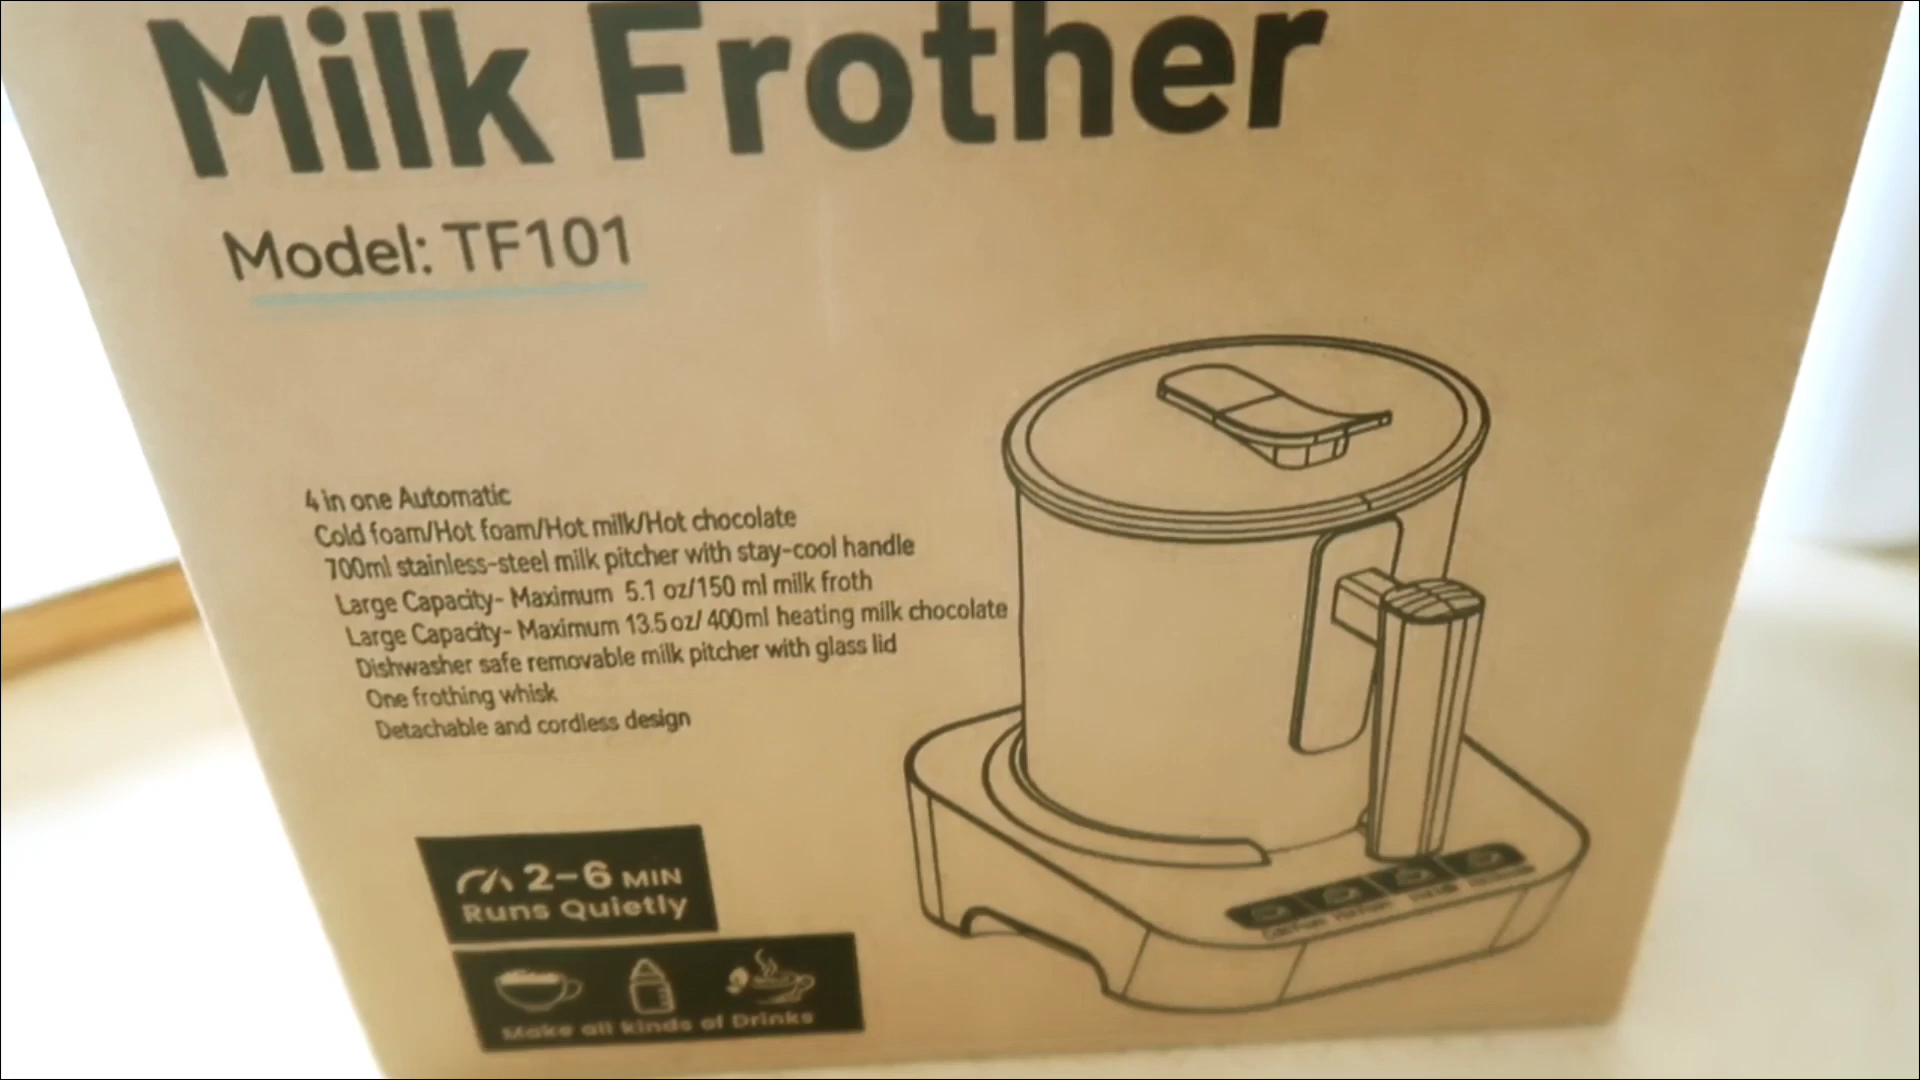 Milk Frother
Model: TF101
4 in one Automatic
Cold foam/Hot foam/Hot milk/Hot chocolate
700ml stainless-steel milk pitcher with stay-cool handle
Large Capacity- Maximum 5.1 oz/150 ml milk froth
Large Capacity- Maximum 13.5 oz/ 400ml heating milk chocolate
Dishwasher safe removable milk pitcher with glass lid
One frothing whisk
Detachable and cordless design
2-6 MIN
Runs Quietly
Make all kinds of Drinks